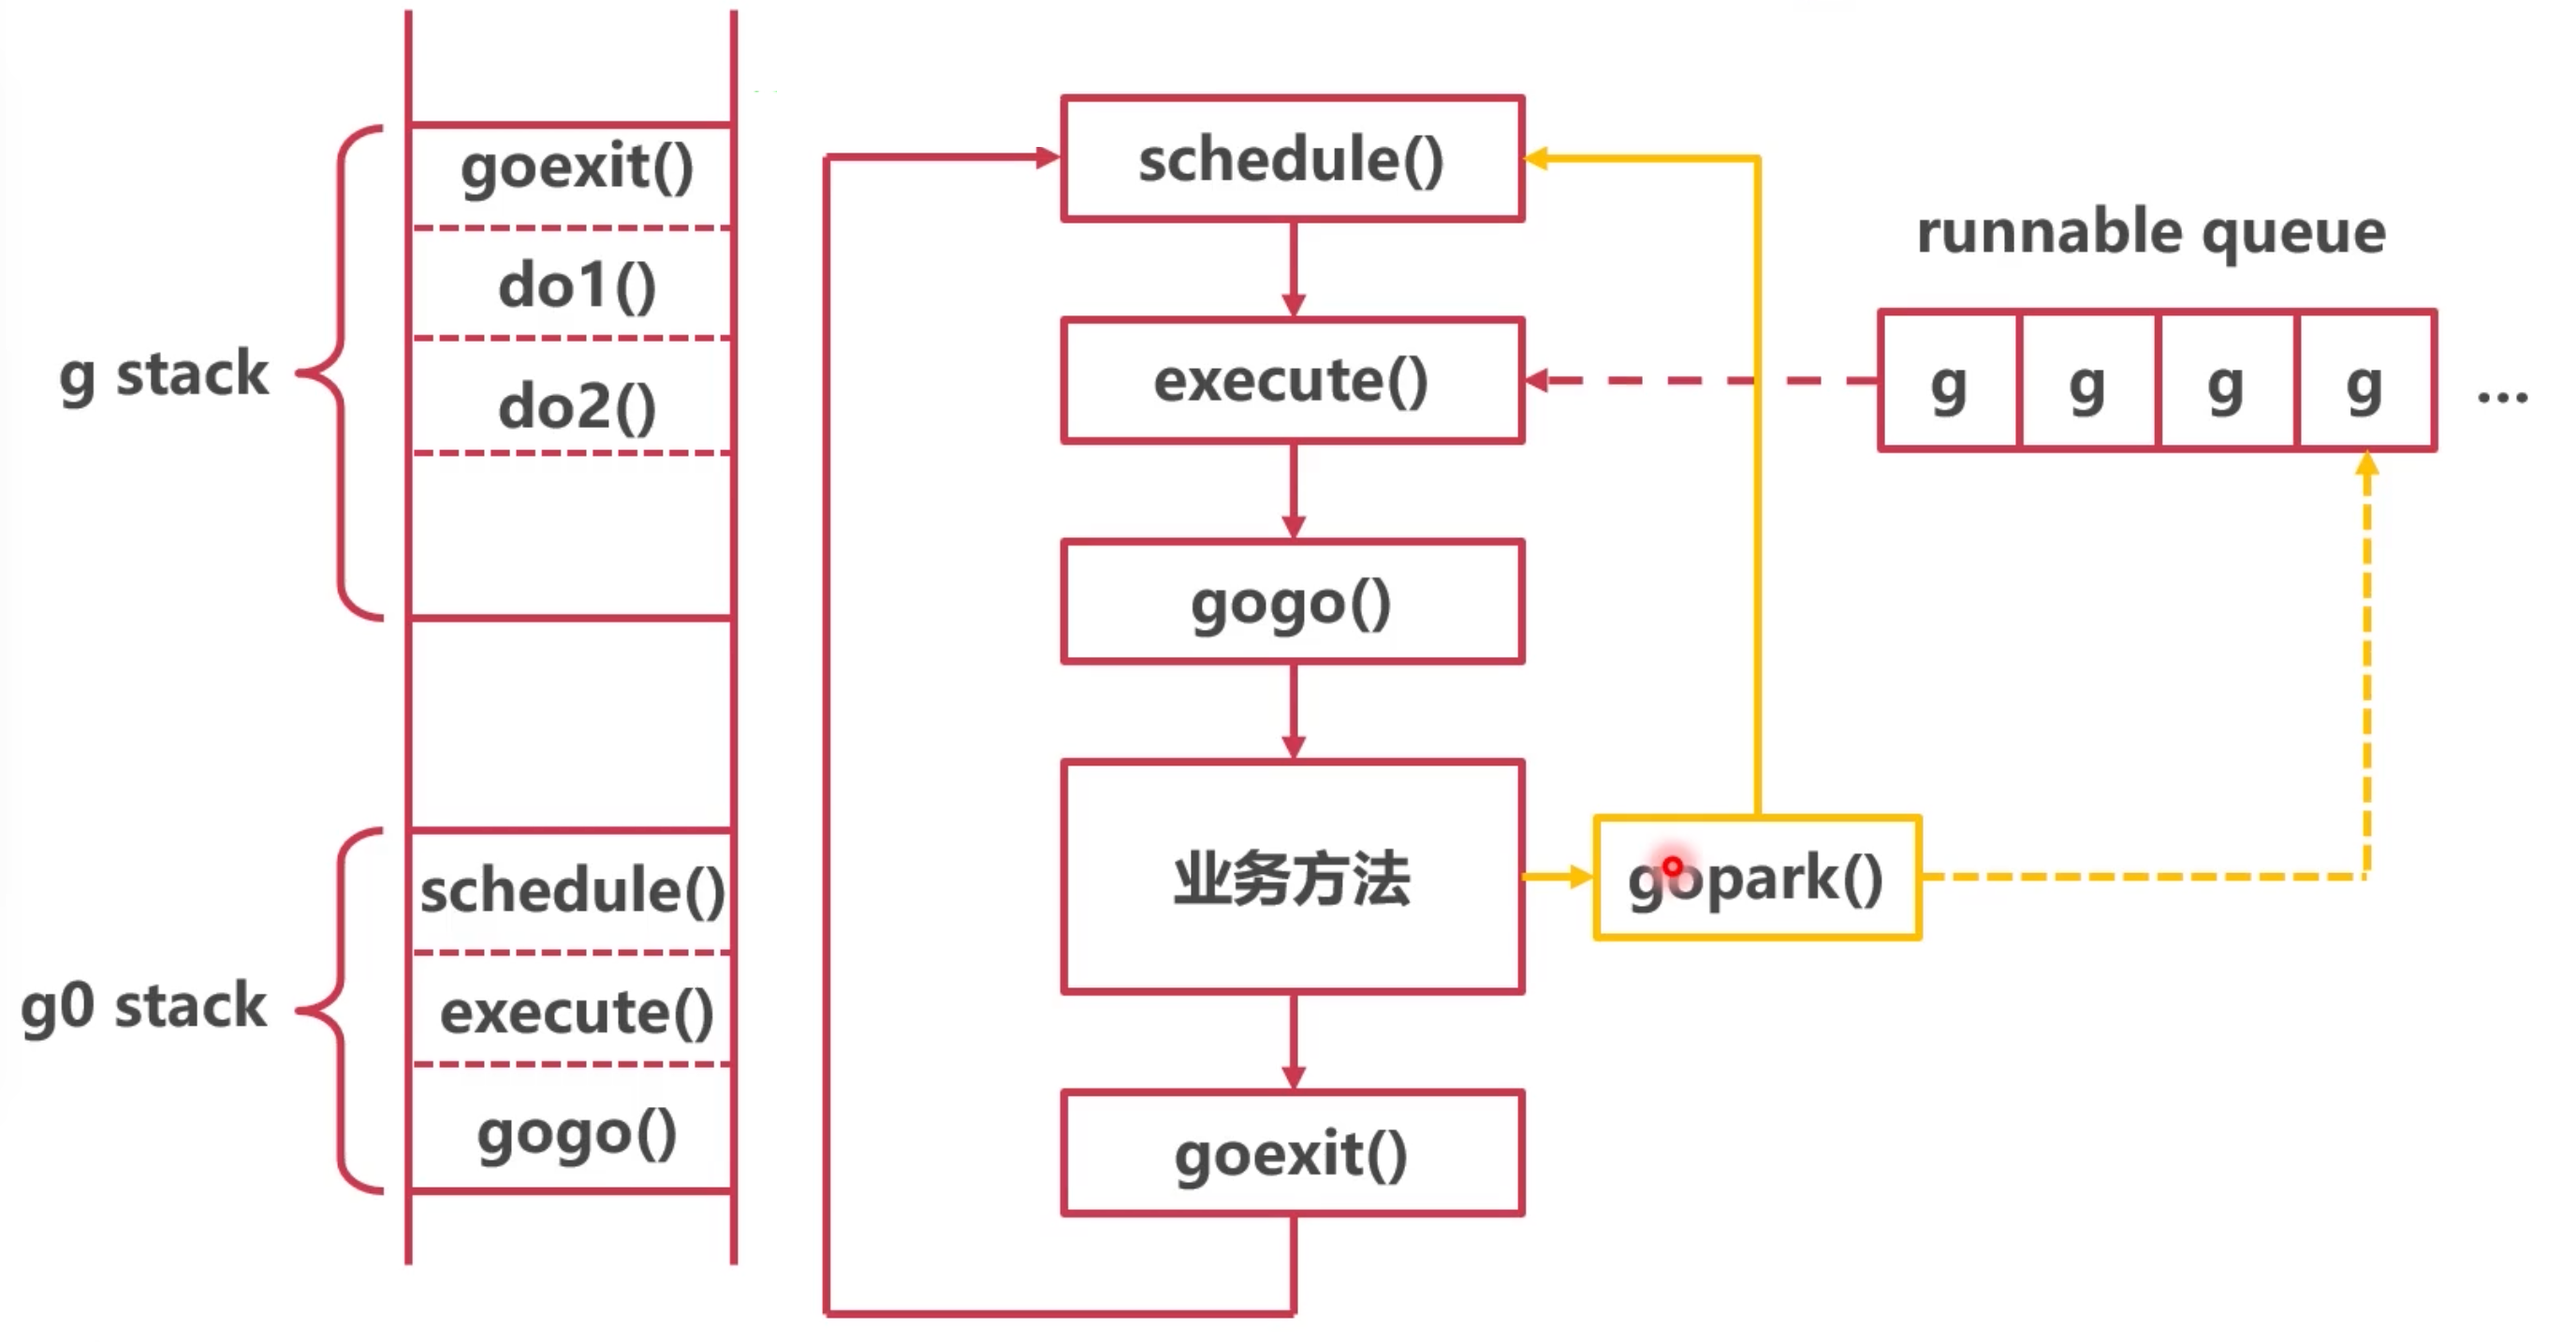 goexit()
do1()
g stack
do2()
schedule()
execute()
g0 stack
gogo()
schedule()
execute()
gogo()
业务方法
gopark()
goexit()
runnable queue
g g g g ...